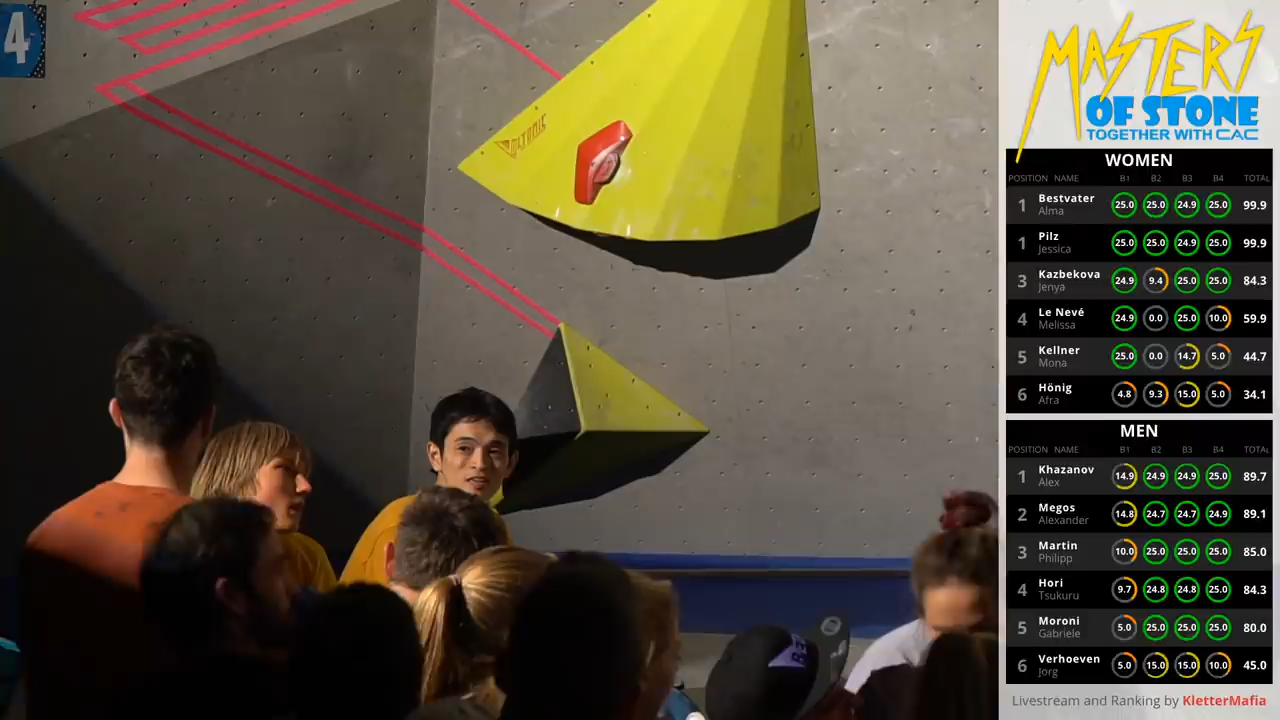 4
VOLTONIC
MASTERS
OF STONE
TOGETHER WITH CAC
WOMEN
POSITION NAME B1 B2 B3 B4 TOTAL
1 Bestvater Alma 25.0 25.0 24.9 25.0 99.9
1 Pilz Jessica 25.0 25.0 24.9 25.0 99.9
3 Kazbekova Jenya 24.9 9.4 25.0 25.0 84.3
4 Le Nevé Melissa 24.9 0.0 25.0 10.0 59.9
5 Kellner Mona 25.0 0.0 14.7 5.0 44.7
6 Hönig Afra 4.8 9.3 15.0 5.0 34.1
MEN
POSITION NAME B1 B2 B3 B4 TOTAL
1 Khazanov Alex 14.9 24.9 24.9 25.0 89.7
2 Megos Alexander 14.8 24.7 24.7 24.9 89.1
3 Martin Philipp 10.0 25.0 25.0 25.0 85.0
4 Hori Tsukuru 9.7 24.8 24.8 25.0 84.3
5 Moroni Gabriele 5.0 25.0 25.0 25.0 80.0
6 Verhoeven Jorg 5.0 15.0 15.0 10.0 45.0
Livestream and Ranking by KletterMafia